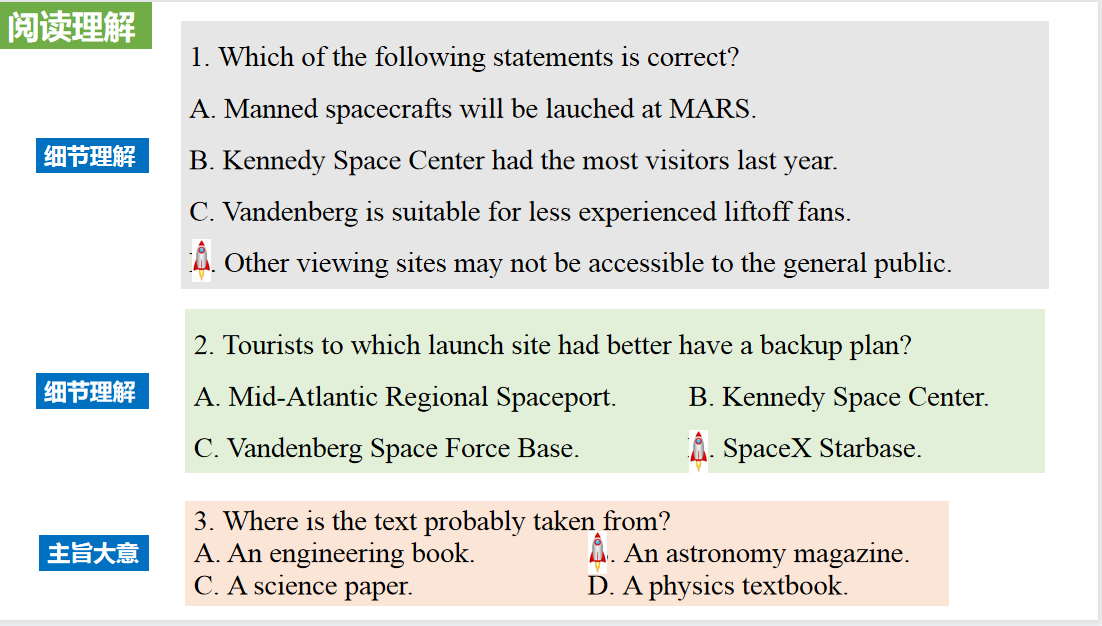 阅读理解
1. Which of the following statements is correct?
A. Manned spacecrafts will be lauched at MARS.
细节理解
B. Kennedy Space Center had the most visitors last year.
C. Vandenberg is suitable for less experienced liftoff fans.
. Other viewing sites may not be accessible to the general public.
2. Tourists to which launch site had better have a backup plan?
细节理解
A. Mid-Atlantic Regional Spaceport. B. Kennedy Space Center.
C. Vandenberg Space Force Base. . SpaceX Starbase.
3. Where is the text probably taken from?
主旨大意
A. An engineering book. . An astronomy magazine.
C. A science paper. D. A physics textbook.